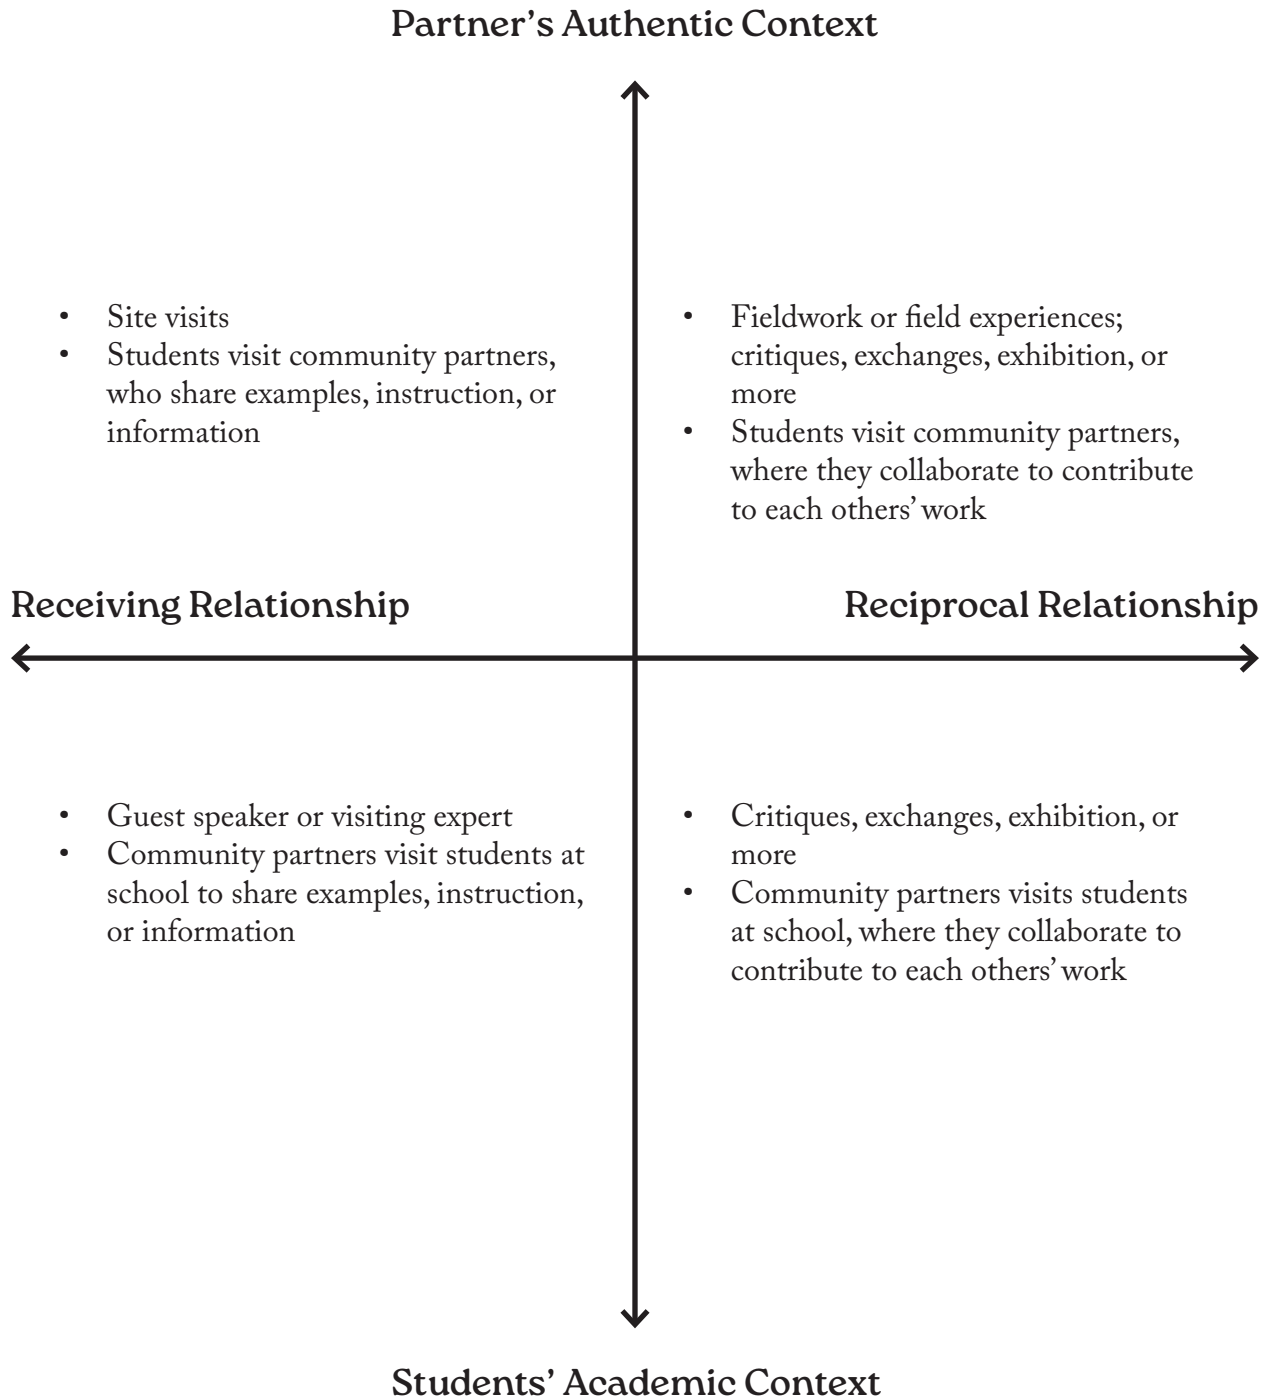 Partner’s Authentic Context
• Site visits
• Students visit community partners,
who share examples, instruction, or
information
• Fieldwork or field experiences;
critiques, exchanges, exhibition, or
more
• Students visit community partners,
where they collaborate to contribute
to each others’ work
Receiving Relationship
Reciprocal Relationship
• Guest speaker or visiting expert
• Community partners visit students at
school to share examples, instruction,
or information
• Critiques, exchanges, exhibition, or
more
• Community partners visits students
at school, where they collaborate to
contribute to each others’ work
Students’ Academic Context